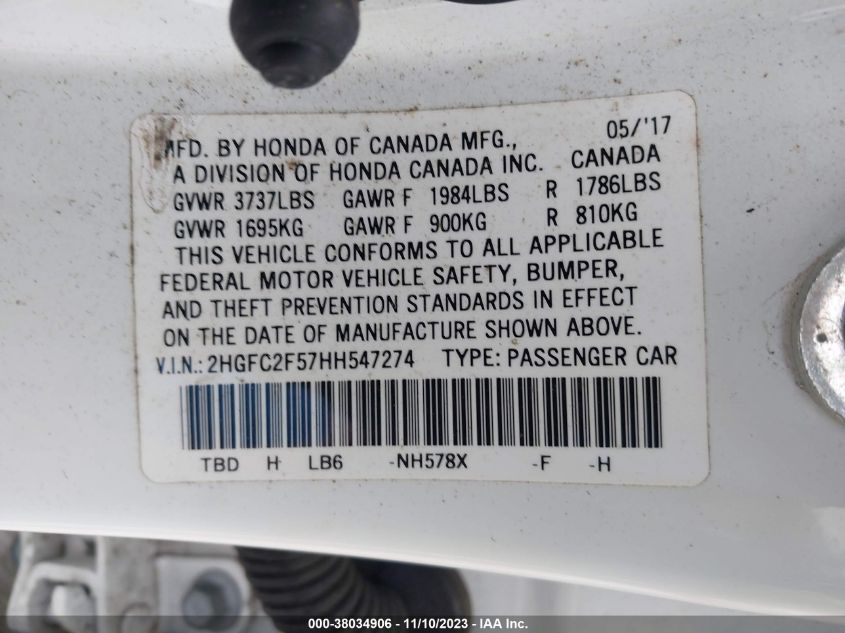 MFD. BY HONDA OF CANADA MFG., 05/'17
A DIVISION OF HONDA CANADA INC. CANADA
GVWR 3737LBS GAWR F 1984LBS R 1786LBS
GVWR 1695KG GAWR F 900KG R 810KG
THIS VEHICLE CONFORMS TO ALL APPLICABLE
FEDERAL MOTOR VEHICLE SAFETY, BUMPER,
AND THEFT PREVENTION STANDARDS IN EFFECT
ON THE DATE OF MANUFACTURE SHOWN ABOVE.
V.I.N.: 2HGFC2F57HH547274 TYPE: PASSENGER CAR
TBD H LB6 -NH578X -F -H
000-38034906 - 11/10/2023 - IAA Inc.